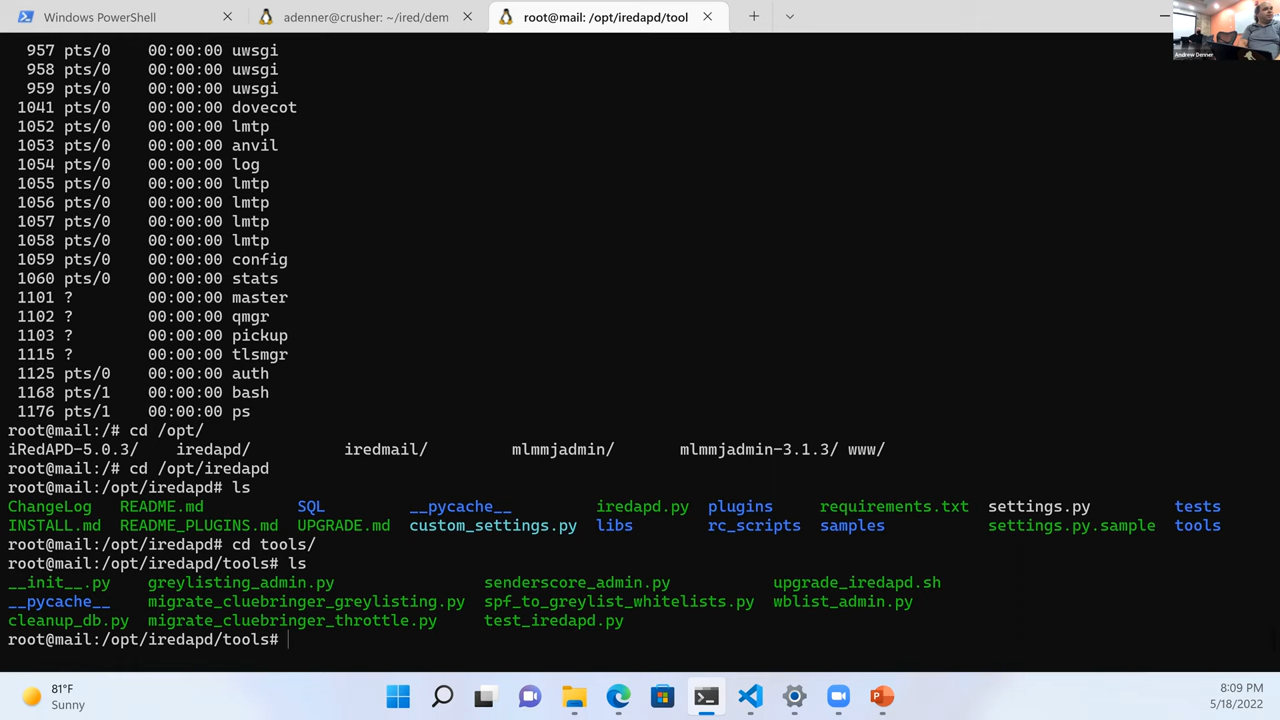 Windows PowerShell
adenner@crusher: ~/ired/dem
root@mail: /opt/iredapd/tool
Andrew Denner
957 pts/0    00:00:00 uwsgi
958 pts/0    00:00:00 uwsgi
959 pts/0    00:00:00 uwsgi
1041 pts/0    00:00:00 dovecot
1052 pts/0    00:00:00 lmtp
1053 pts/0    00:00:00 anvil
1054 pts/0    00:00:00 log
1055 pts/0    00:00:00 lmtp
1056 pts/0    00:00:00 lmtp
1057 pts/0    00:00:00 lmtp
1058 pts/0    00:00:00 lmtp
1059 pts/0    00:00:00 config
1060 pts/0    00:00:00 stats
1101 ?        00:00:00 master
1102 ?        00:00:00 qmgr
1103 ?        00:00:00 pickup
1115 ?        00:00:00 tlsmgr
1125 pts/0    00:00:00 auth
1168 pts/1    00:00:00 bash
1176 pts/1    00:00:00 ps
root@mail:/# cd /opt/
iRedAPD-5.0.3/    iredapd/          iredmail/         mlmmjadmin/       mlmmjadmin-3.1.3/ www/
root@mail:/# cd /opt/iredapd
root@mail:/opt/iredapd# ls
ChangeLog   README.md          SQL         __pycache__         iredapd.py  plugins     requirements.txt  settings.py         tests
INSTALL.md  README_PLUGINS.md  UPGRADE.md  custom_settings.py  libs        rc_scripts  samples           settings.py.sample  tools
root@mail:/opt/iredapd# cd tools/
root@mail:/opt/iredapd/tools# ls
__init__.py    greylisting_admin.py                senderscore_admin.py           upgrade_iredapd.sh
__pycache__    migrate_cluebringer_greylisting.py  spf_to_greylist_whitelists.py  wblist_admin.py
cleanup_db.py  migrate_cluebringer_throttle.py     test_iredapd.py
root@mail:/opt/iredapd/tools#
81°F
Sunny
8:09 PM
5/18/2022